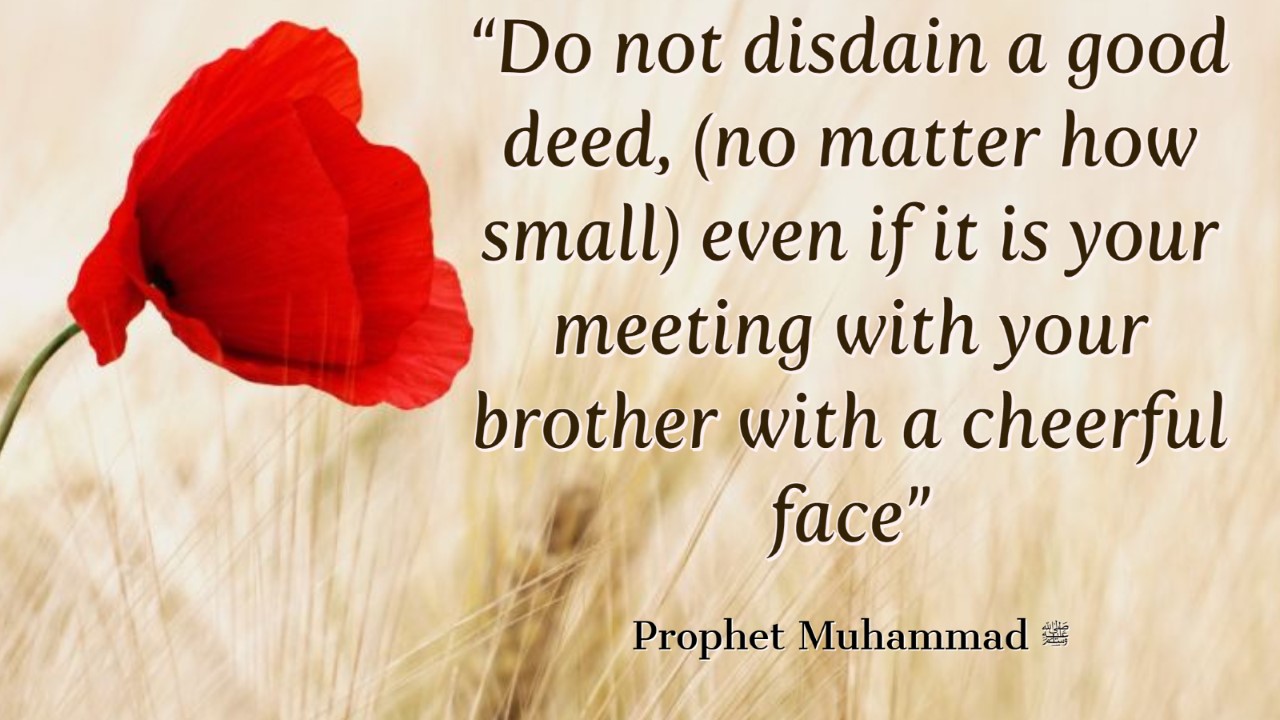 “Do not disdain a good
deed, (no matter how
small) even if it is your
meeting with your
brother with a cheerful
face”
Prophet Muhammad ﷺ